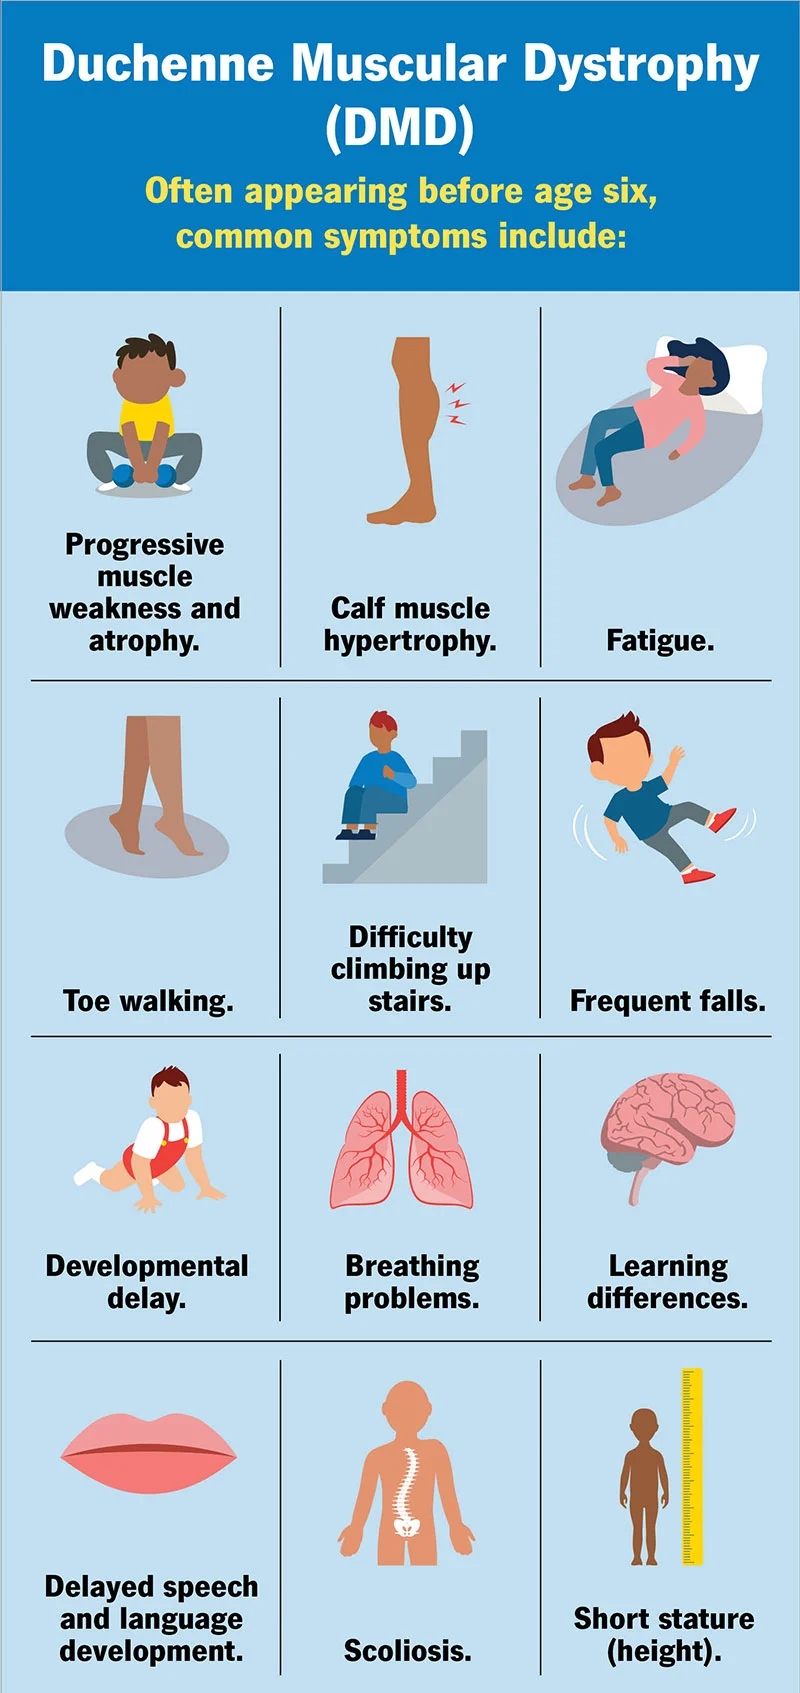 Duchenne Muscular Dystrophy
(DMD)
Often appearing before age six,
common symptoms include:
Progressive
muscle
weakness and
atrophy.
Calf muscle
hypertrophy.
Fatigue.
Toe walking.
Difficulty
climbing up
stairs.
Frequent falls.
Developmental
delay.
Breathing
problems.
Learning
differences.
Delayed speech
and language
development.
Scoliosis.
Short stature
(height).